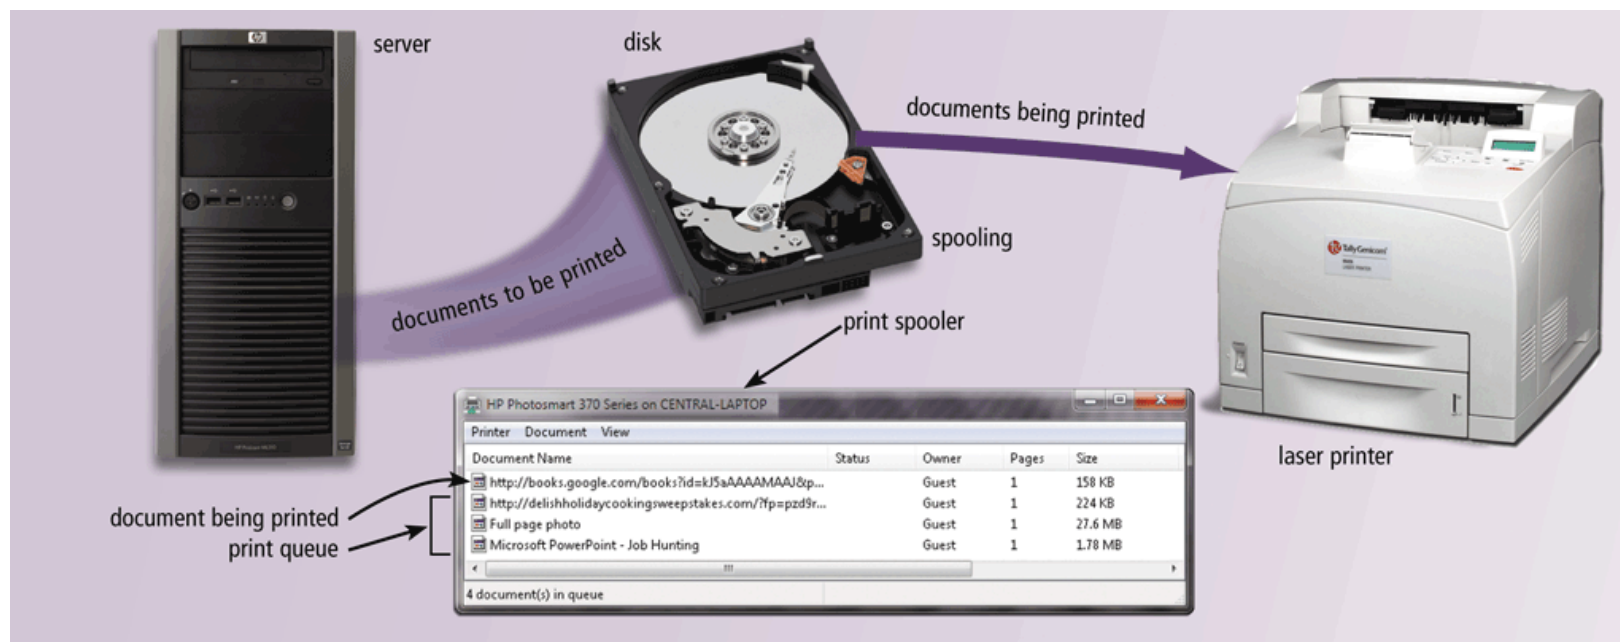 server
disk
documents being printed
documents to be printed
spooling
print spooler
TallyGenicom
laser printer
HP Photosmart 370 Series on CENTRAL-LAPTOP
Printer Document View
Document Name Status Owner Pages Size
http://books.google.com/books?id=kJ5aAAAAMAAJ&p... Guest 1 158 KB
http://delishholidaycookingsweepstakes.com/?fp=pzd9r... Guest 1 224 KB
Full page photo Guest 1 27.6 MB
Microsoft PowerPoint - Job Hunting Guest 1 1.78 MB
4 document(s) in queue
document being printed
print queue